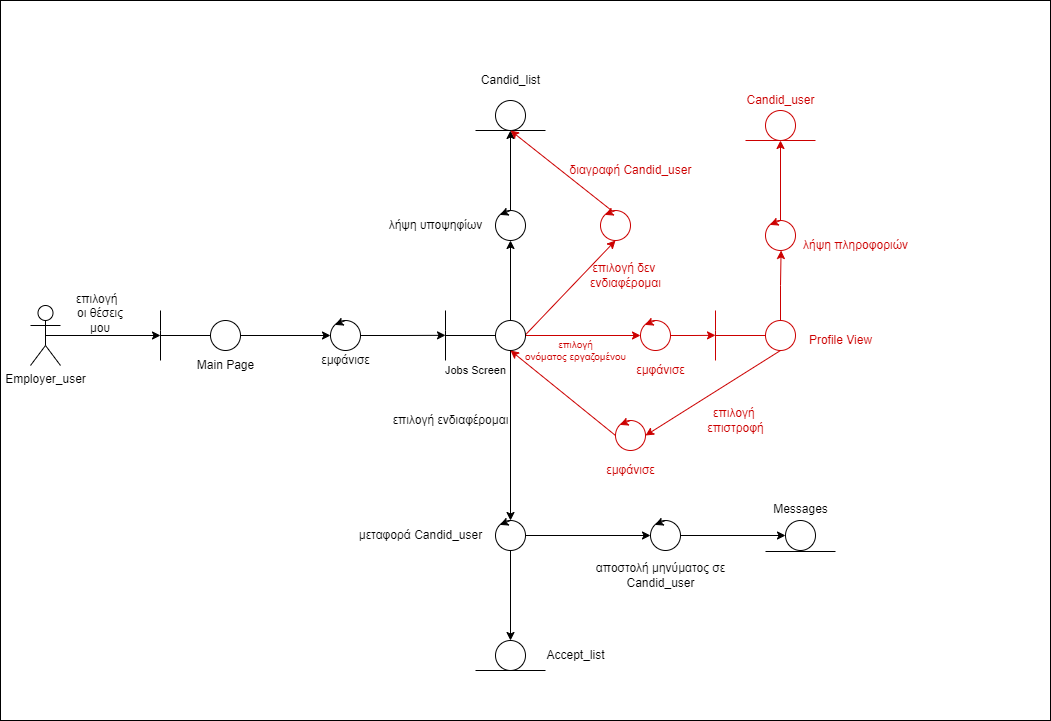 Candid_list
Candid_user
διαγραφή Candid_user
λήψη υποψηφίων
λήψη πληροφοριών
επιλογή δεν
ενδιαφέρομαι
επιλογή
οι θέσεις
μου
Employer_user
Main Page
εμφάνισε
Jobs Screen
επιλογή
ονόματος εργαζομένου
εμφάνισε
Profile View
επιλογή ενδιαφέρομαι
επιλογή
επιστροφή
εμφάνισε
μεταφορά Candid_user
αποστολή μηνύματος σε
Candid_user
Messages
Accept_list